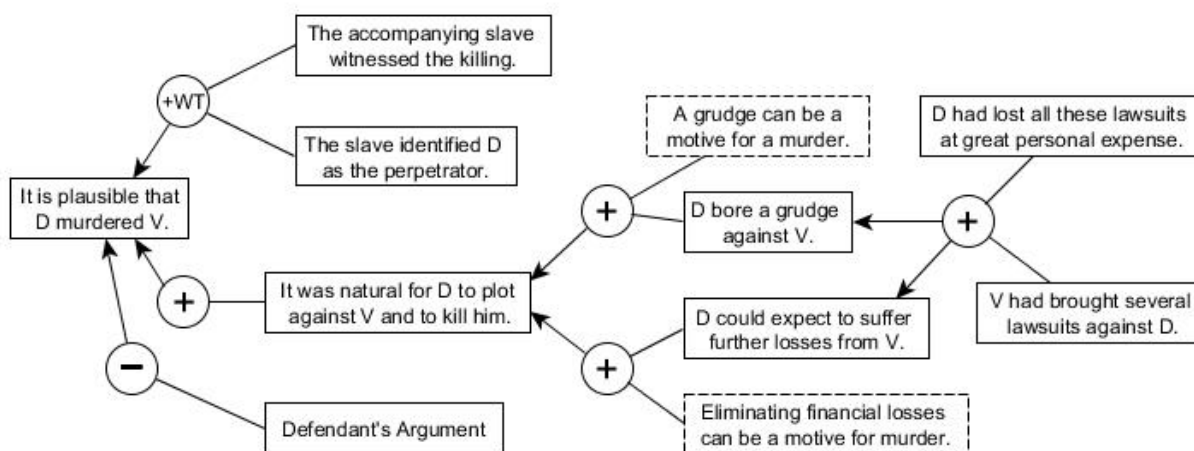 The accompanying slave
witnessed the killing.
+WT
The slave identified D
as the perpetrator.
It is plausible that
D murdered V.
A grudge can be a
motive for a murder.
D had lost all these lawsuits
at great personal expense.
+
D bore a grudge
against V.
+
+
It was natural for D to plot
against V and to kill him.
D could expect to suffer
further losses from V.
V had brought several
lawsuits against D.
+
−
Defendant's Argument
Eliminating financial losses
can be a motive for murder.